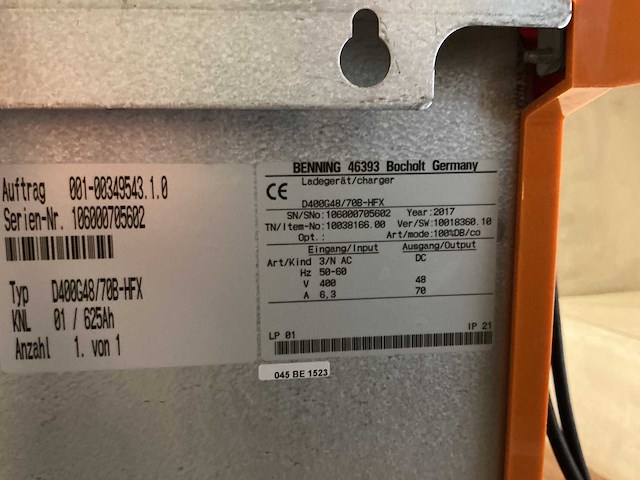 Auftrag 001-00349543.1.0
Serien-Nr. 106000705602
Typ D400G48/70B-HFX
KNL 01 / 625Ah
Anzahl 1. von 1
BENNING 46393 Bocholt Germany
CE Ladegerät/charger
D400G48/70B-HFX
SN/SNo: 106000705602 Year: 2017
TN/Item-No: 10038166.00 Ver/SW: 10018360.10
Opt.: Art/mode: 100%DB/co
Eingang/Input Ausgang/Output
Art/Kind 3/N AC DC
Hz 50-60
V 400 48
A 6,3 70
LP 01 IP 21
045 BE 1523